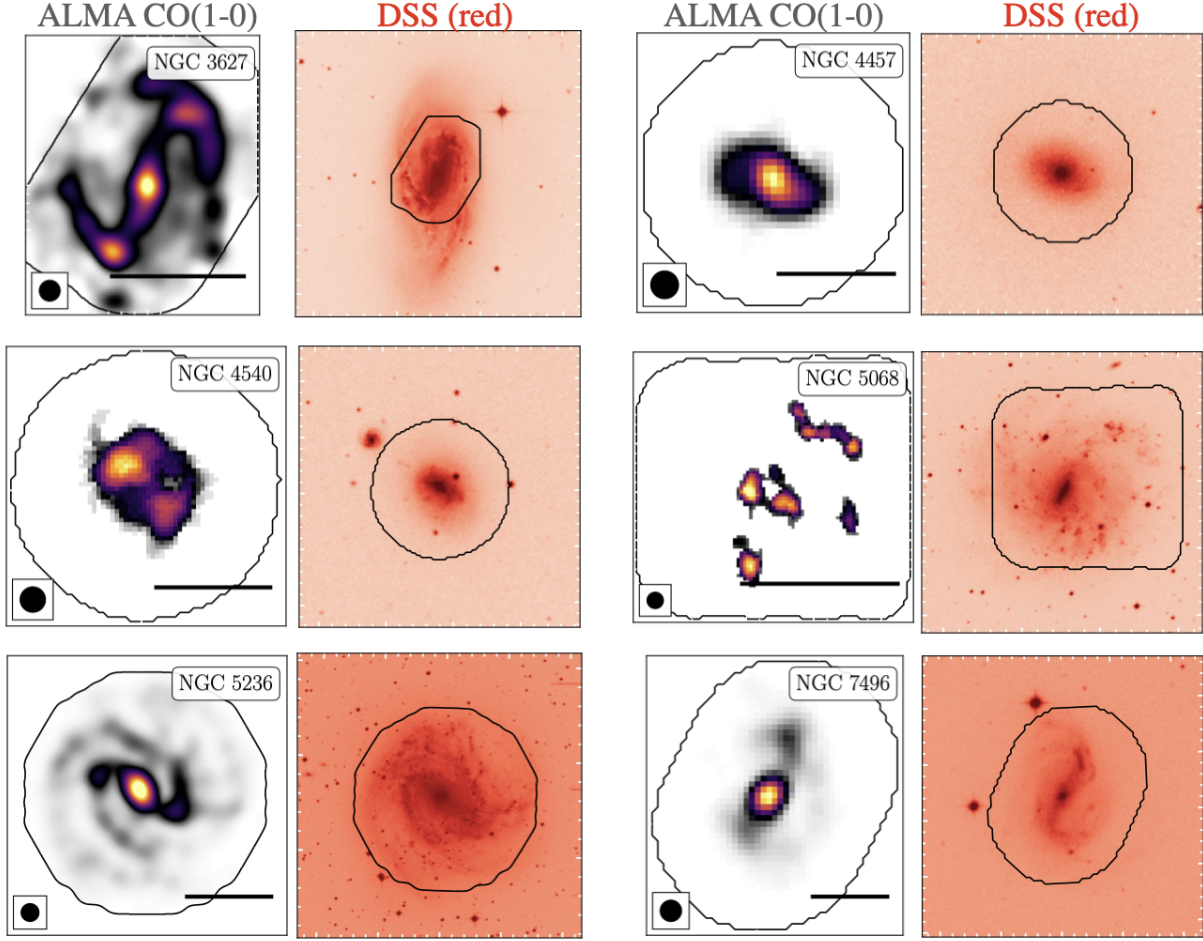 ALMA CO(1-0) DSS (red) ALMA CO(1-0) DSS (red)
NGC 3627
NGC 4457
NGC 4540
NGC 5068
NGC 5236
NGC 7496